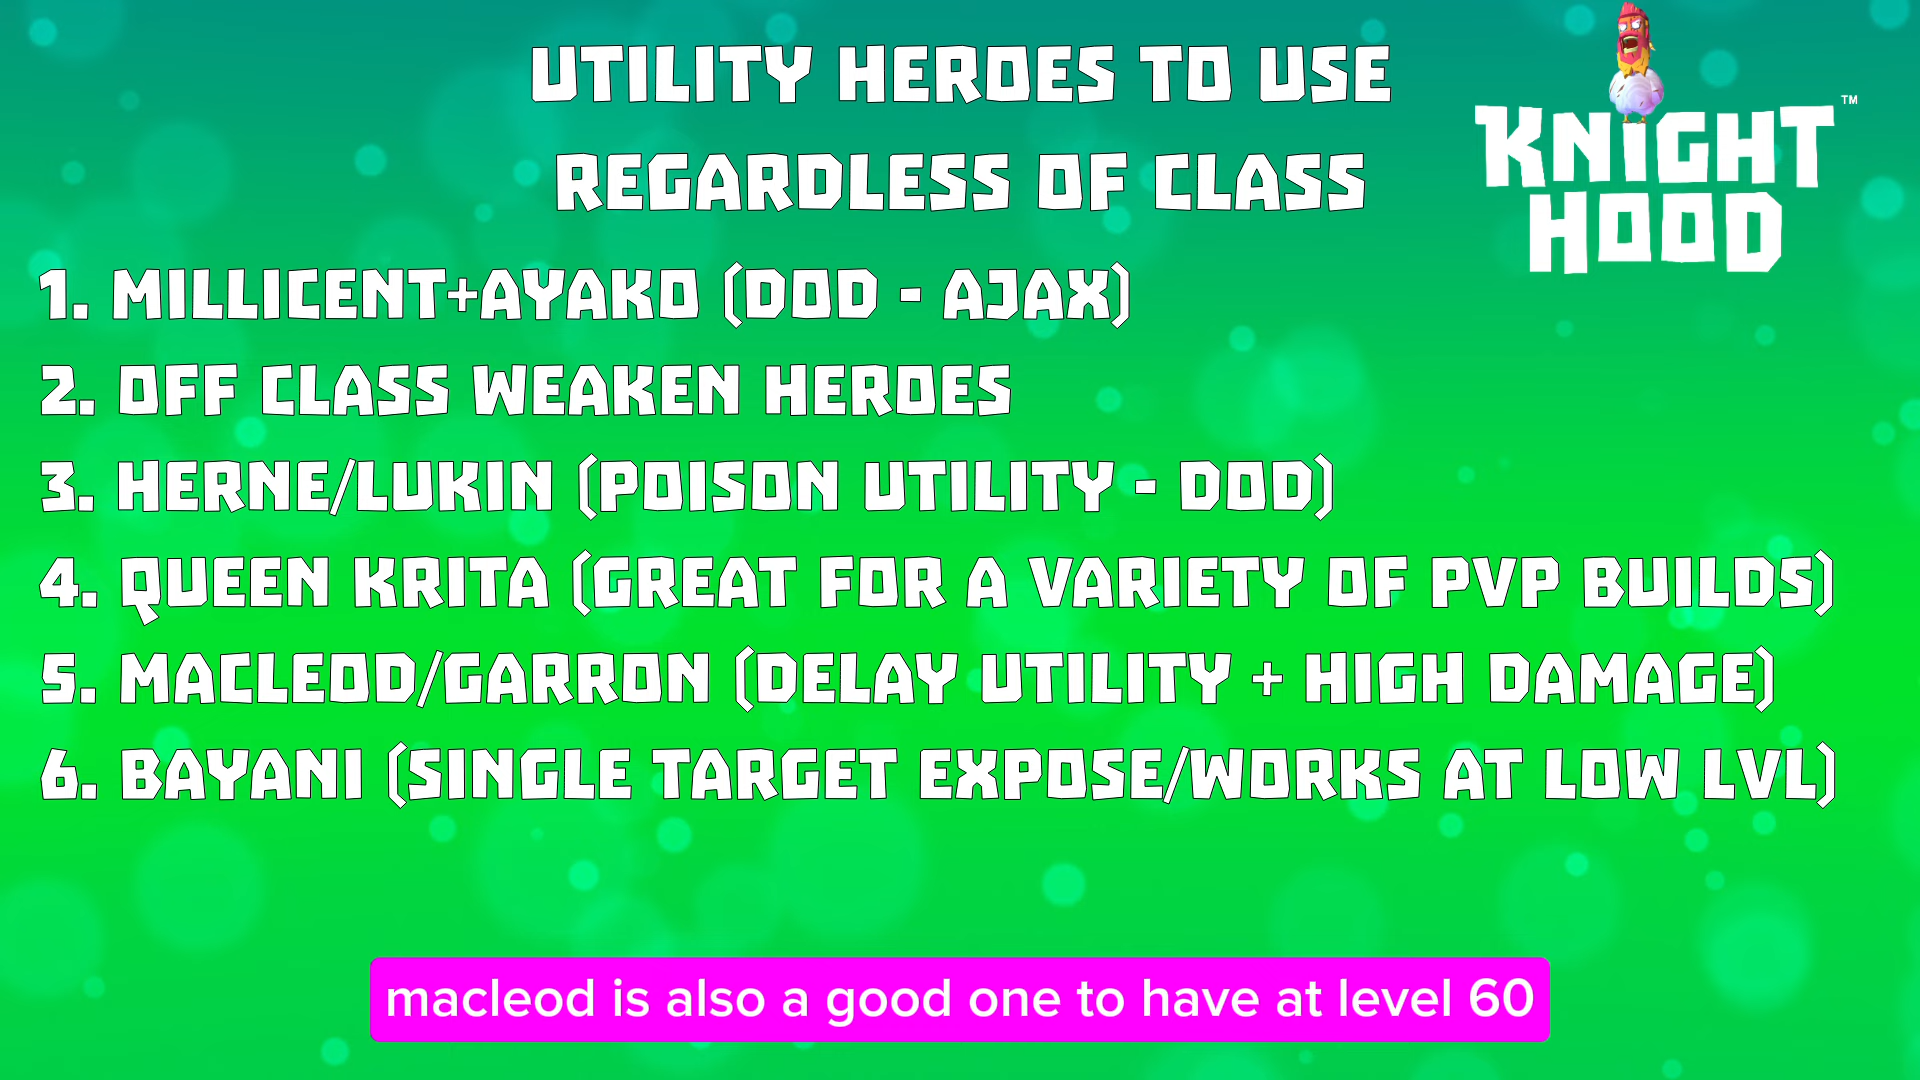 UTILITY HEROES TO USE
REGARDLESS OF CLASS
KNIGHT
HOOD
TM
1. MILLICENT+AYAKO (DOD - AJAX)
2. OFF CLASS WEAKEN HEROES
3. HERNE/LUKIN (POISON UTILITY - DOD)
4. QUEEN KRITA (GREAT FOR A VARIETY OF PVP BUILDS)
5. MACLEOD/GARRON (DELAY UTILITY + HIGH DAMAGE)
6. BAYANI (SINGLE TARGET EXPOSE/WORKS AT LOW LVL)
macleod is also a good one to have at level 60